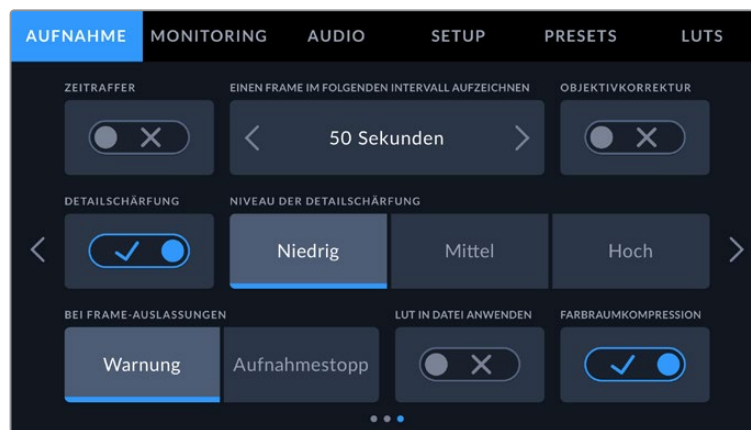 AUFNAHME MONITORING AUDIO SETUP PRESETS LUTS
ZEITRAFFER EINEN FRAME IM FOLGENDEN INTERVALL AUFZEICHNEN OBJEKTIVKORREKTUR
50 Sekunden
DETAILSCHÄRFUNG NIVEAU DER DETAILSCHÄRFUNG
Niedrig Mittel Hoch
BEI FRAME-AUSLASSUNGEN LUT IN DATEI ANWENDEN FARBRAUMKOMPRESSION
Warnung Aufnahmestopp